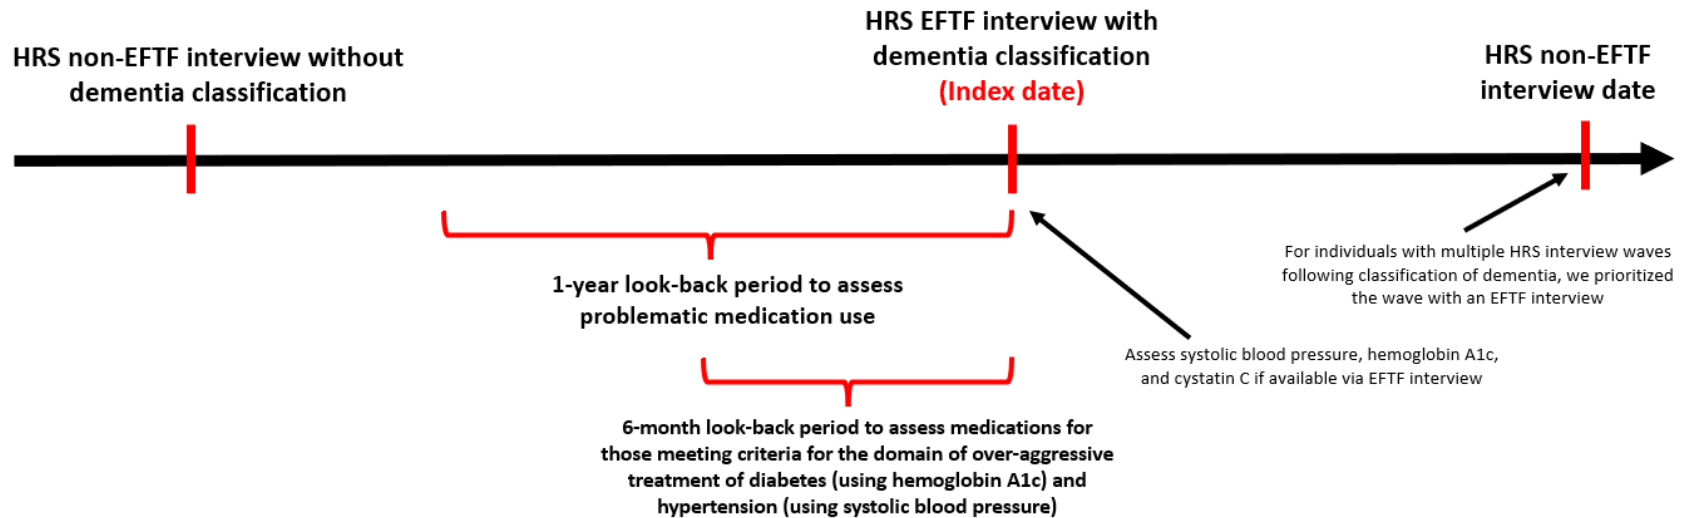 HRS non-EFTF interview without
dementia classification
HRS EFTF interview with
dementia classification
(Index date)
HRS non-EFTF
interview date
1-year look-back period to assess
problematic medication use
For individuals with multiple HRS interview waves
following classification of dementia, we prioritized
the wave with an EFTF interview
Assess systolic blood pressure, hemoglobin A1c,
and cystatin C if available via EFTF interview
6-month look-back period to assess medications for
those meeting criteria for the domain of over-aggressive
treatment of diabetes (using hemoglobin A1c) and
hypertension (using systolic blood pressure)